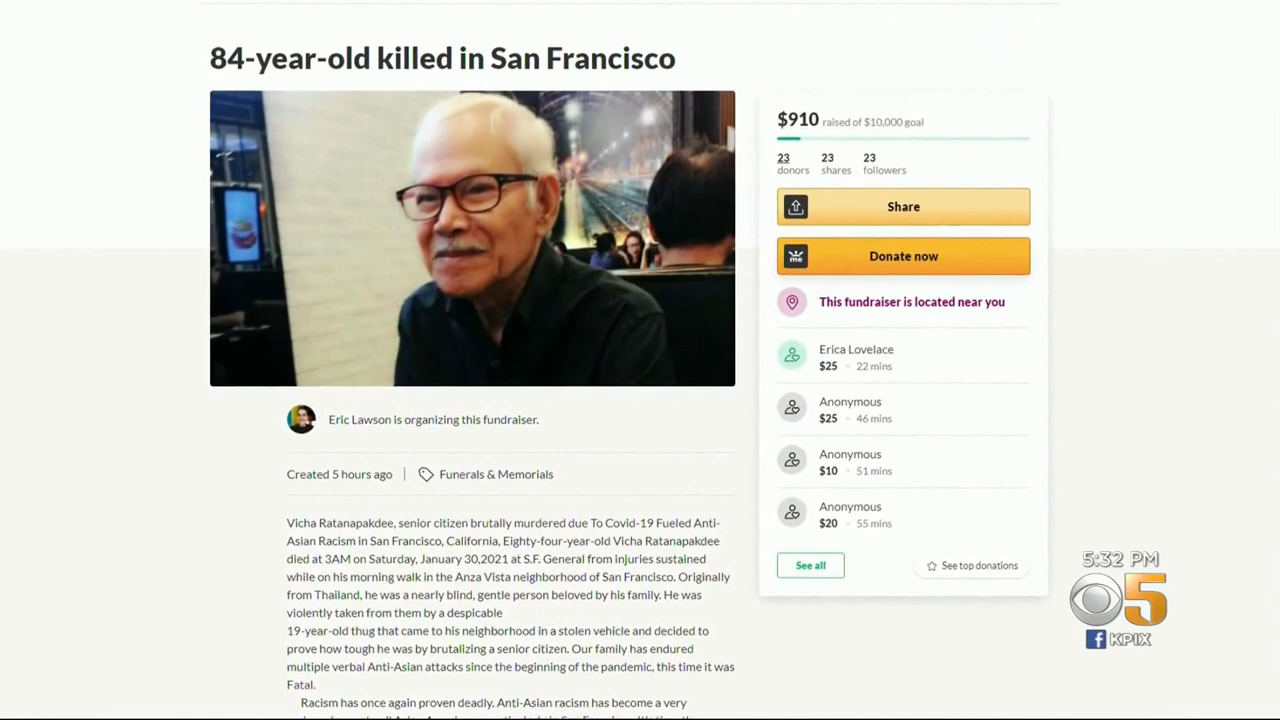 84-year-old killed in San Francisco
$910 raised of $10,000 goal
23 23 23
donors shares followers
Share
me Donate now
This fundraiser is located near you
Erica Lovelace
$25 • 22 mins
Anonymous
$25 • 46 mins
Anonymous
$10 • 51 mins
Anonymous
$20 • 55 mins
See all See top donations
Eric Lawson is organizing this fundraiser.
Created 5 hours ago | Funerals & Memorials
Vicha Ratanapakdee, senior citizen brutally murdered due To Covid-19 Fueled Anti-
Asian Racism in San Francisco, California, Eighty-four-year-old Vicha Ratanapakdee
died at 3AM on Saturday, January 30,2021 at S.F. General from injuries sustained
while on his morning walk in the Anza Vista neighborhood of San Francisco. Originally
from Thailand, he was a nearly blind, gentle person beloved by his family. He was
violently taken from them by a despicable
19-year-old thug that came to his neighborhood in a stolen vehicle and decided to
prove how tough he was by brutalizing a senior citizen. Our family has endured
multiple verbal Anti-Asian attacks since the beginning of the pandemic, this time it was
Fatal.
Racism has once again proven deadly. Anti-Asian racism has become a very
5:32 PM
5
f KPIX